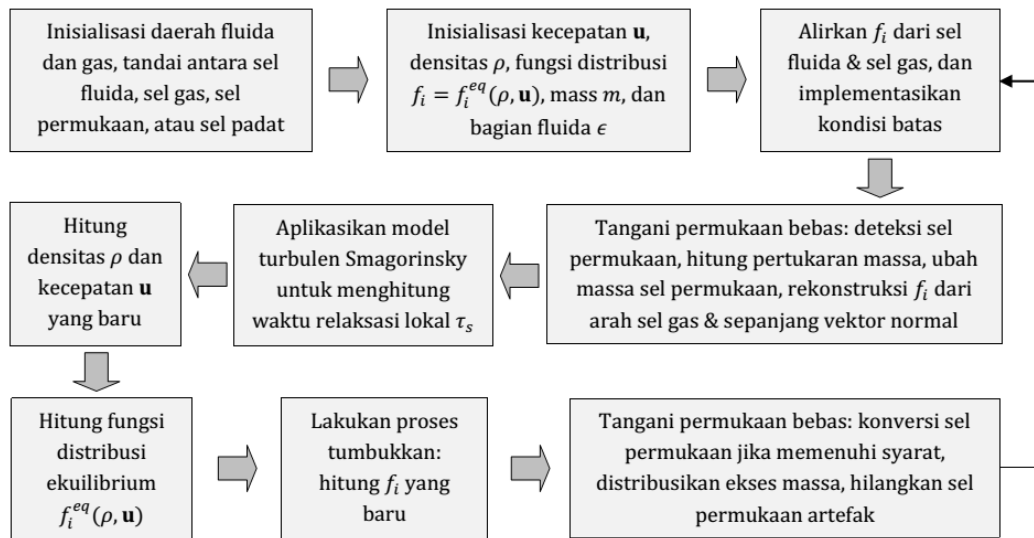 Inisialisasi daerah fluida
dan gas, tandai antara sel
fluida, sel gas, sel
permukaan, atau sel padat
Inisialisasi kecepatan u,
densitas ρ, fungsi distribusi
f_i = f_i^{eq}(ρ, u), mass m, dan
bagian fluida ϵ
Alirkan f_i dari sel
fluida & sel gas, dan
implementasikan
kondisi batas
Tangani permukaan bebas: deteksi sel
permukaan, hitung pertukaran massa, ubah
massa sel permukaan, rekonstruksi f_i dari
arah sel gas & sepanjang vektor normal
Aplikasikan model
turbulen Smagorinsky
untuk menghitung
waktu relaksasi lokal τ_s
Hitung
densitas ρ dan
kecepatan u
yang baru
Hitung fungsi
distribusi
ekuilibrium
f_i^{eq}(ρ, u)
Lakukan proses
tumbukkan:
hitung f_i yang
baru
Tangani permukaan bebas: konversi sel
permukaan jika memenuhi syarat,
distribusikan ekses massa, hilangkan sel
permukaan artefak